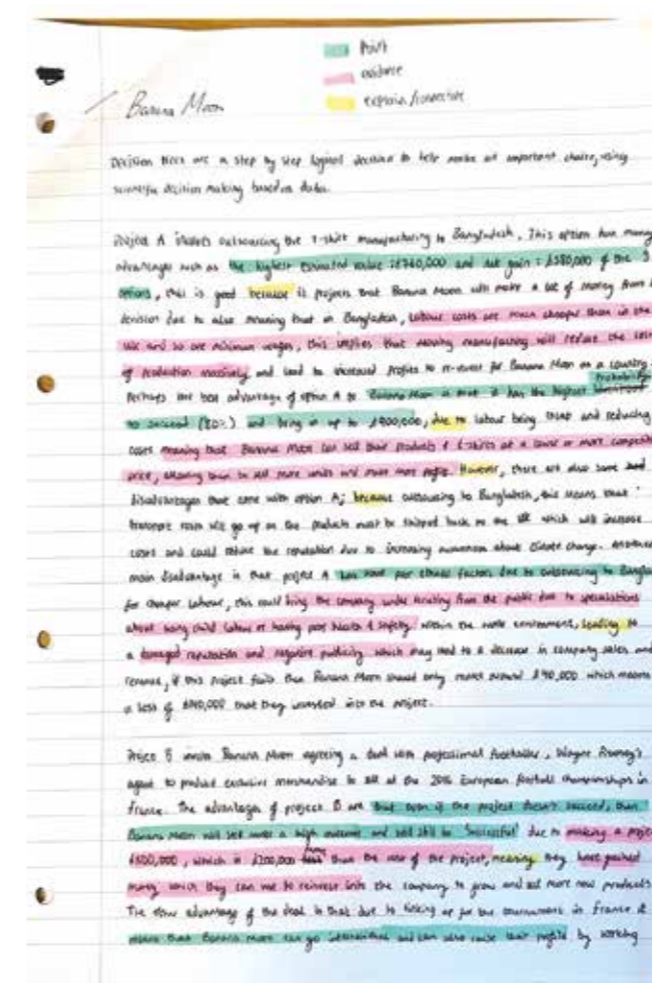 Point
evidence
explain/connective
Banana Moon
Decision trees are a step by step logical decision to help make an important choice, using
scientific decision making based on data.
Project A involves outsourcing the T-shirt manufacturing to Bangladesh. This option has many
advantages such as the highest estimated value: £740,000 and net gain: £580,000 of the 3
options, this is good because it projects that Banana Moon will make a lot of money from
decision due to also meaning that in Bangladesh, labour costs are much cheaper than in the
UK and so are minimum wages, this implies that moving manufacturing will reduce the
of production massively and lead to increased profits to re-invest for Banana Moon as a country.
Perhaps the best advantage of option A to Banana Moon is that it has the highest probability
to succeed (80%) and bring in up to £900,000, due to labour being cheap and reducing
costs meaning that Banana Moon can sell their products & t-shirts at a lower or more
price, allowing them to sell more units and make more profit. However, there are also some
disadvantages that come with option A; because outsourcing to Bangladesh, this means that
transport costs will go up as the products must be shipped back to the UK which will increase
costs and could reduce the reputation due to increasing awareness about climate change. Another
main disadvantage is that project A has poor ethical factors due to outsourcing to
for cheaper labour, this could bring the company under scrutiny from the public due to speculations
about using child labour or having poor health & safety within the work environment, leading to
a damaged reputation and negative publicity which may lead to a decrease in company sales and
revenue, if this project fails then Banana Moon should only make around which means
a loss of that they invested into the project.
Project B involves Banana Moon agreeing a deal with professional footballer, Wayne Rooney's
agent to product exclusive merchandise to sell at the 2016 European football championships in
France. The advantages of project B are that even if the project doesn't succeed, then
Banana Moon will still make a high outcome and will still be 'successful' due to making a
£500,000, which is £200,000 than the cost of the project, meaning they have gained
money which they can use to reinvest into the company to grow and sell more new products.
The advantage of the deal is that due to linking up for the tournament in France it
means that Banana Moon can go international and can also raise their profile by working